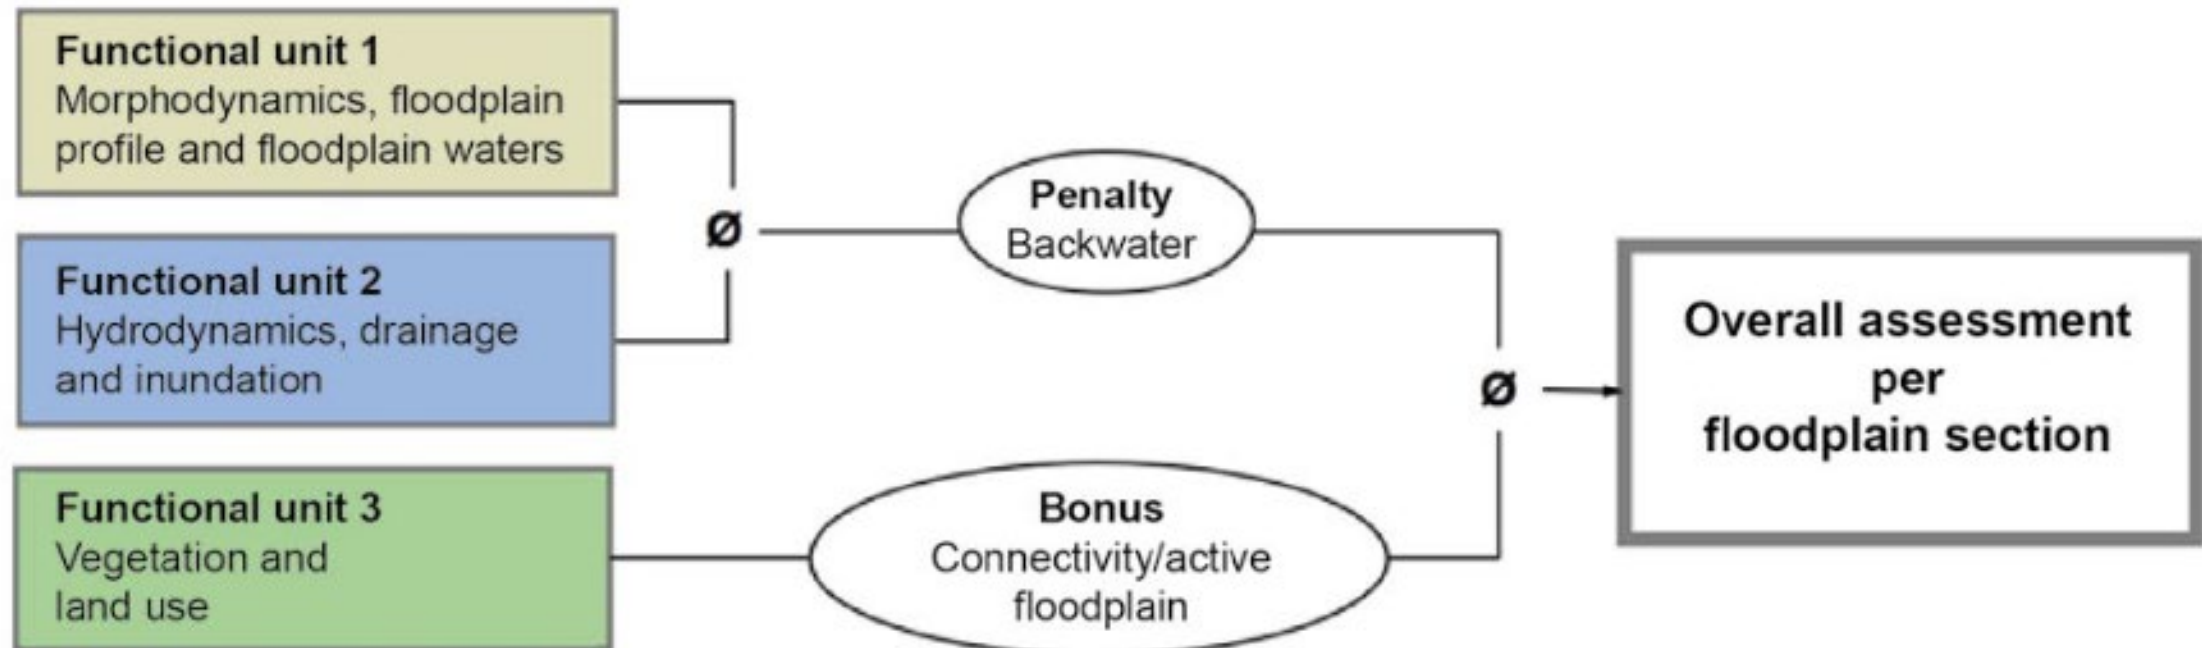 Functional unit 1
Morphodynamics, floodplain
profile and floodplain waters
Ø
Penalty
Backwater
Functional unit 2
Hydrodynamics, drainage
and inundation
Overall assessment
per
floodplain section
Ø
Functional unit 3
Vegetation and
land use
Bonus
Connectivity/active
floodplain